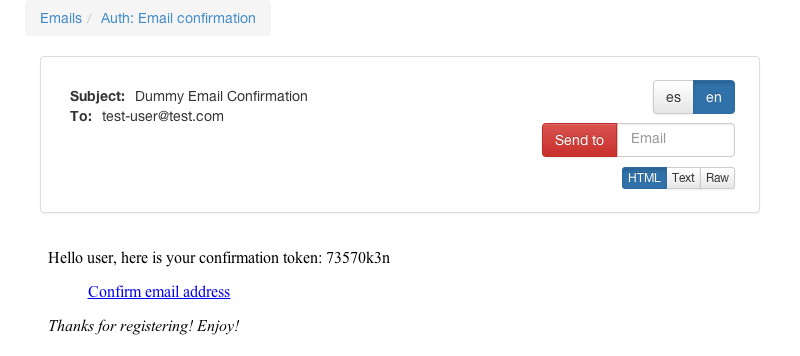 Emails / Auth: Email confirmation
Subject: Dummy Email Confirmation
es en
To: test-user@test.com
Send to Email
HTML Text Raw
Hello user, here is your confirmation token: 73570k3n
Confirm email address
Thanks for registering! Enjoy!